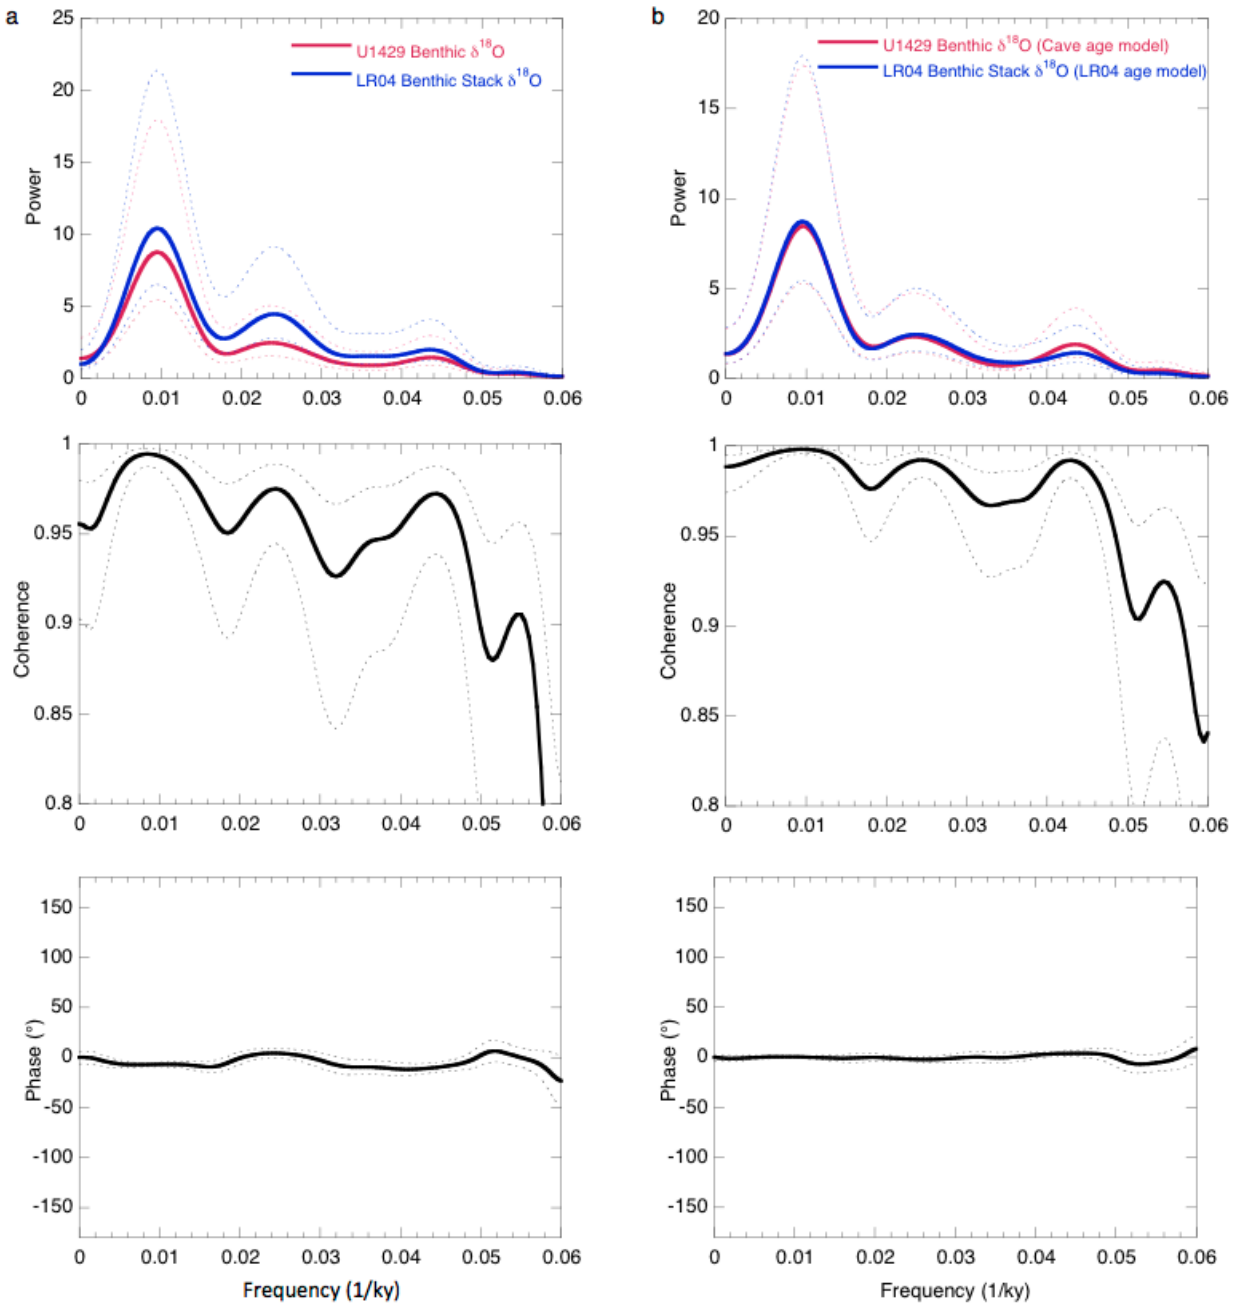 a
25
20
15
10
5
0
Power
U1429 Benthic δ18O
LR04 Benthic Stack δ18O
0 0.01 0.02 0.03 0.04 0.05 0.06
b
20
15
10
5
0
Power
U1429 Benthic δ18O (Cave age model)
LR04 Benthic Stack δ18O (LR04 age model)
0 0.01 0.02 0.03 0.04 0.05 0.06
1
0.95
0.9
0.85
0.8
Coherence
0 0.01 0.02 0.03 0.04 0.05 0.06
1
0.95
0.9
0.85
0.8
Coherence
0 0.01 0.02 0.03 0.04 0.05 0.06
150
100
50
0
-50
-100
-150
Phase (°)
0 0.01 0.02 0.03 0.04 0.05 0.06
Frequency (1/ky)
150
100
50
0
-50
-100
-150
Phase (°)
0 0.01 0.02 0.03 0.04 0.05 0.06
Frequency (1/ky)